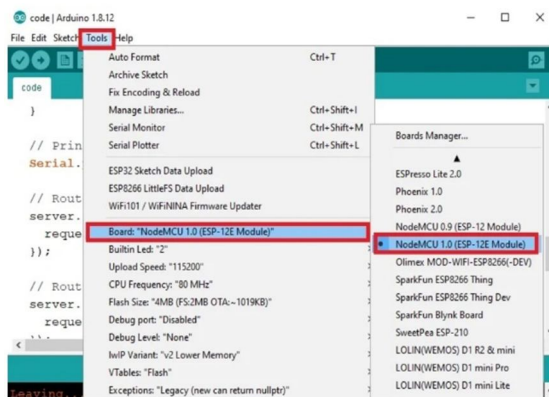 code | Arduino 1.8.12
File Edit Sketch Tools Help
code
}
// Prin
Serial.
// Rout
server.
reque
});
// Rout
server.
reque
});
Leaving..
Auto Format Ctrl+T
Archive Sketch
Fix Encoding & Reload
Manage Libraries... Ctrl+Shift+I
Serial Monitor Ctrl+Shift+M
Serial Plotter Ctrl+Shift+L
ESP32 Sketch Data Upload
ESP8266 LittleFS Data Upload
WiFi101 / WiFiNINA Firmware Updater
Board: "NodeMCU 1.0 (ESP-12E Module)"
Builtin Led: "2"
Upload Speed: "115200"
CPU Frequency: "80 MHz"
Flash Size: "4MB (FS:2MB OTA:~1019KB)"
Debug port: "Disabled"
Debug Level: "None"
IwIP Variant: "v2 Lower Memory"
VTables: "Flash"
Exceptions: "Legacy (new can return nullptr)"
Boards Manager...
ESPresso Lite 2.0
Phoenix 1.0
Phoenix 2.0
NodeMCU 0.9 (ESP-12 Module)
NodeMCU 1.0 (ESP-12E Module)
Olimex MOD-WIFI-ESP8266(-DEV)
SparkFun ESP8266 Thing
SparkFun ESP8266 Thing Dev
SparkFun Blynk Board
SweetPea ESP-210
LOLIN(WEMOS) D1 R2 & mini
LOLIN(WEMOS) D1 mini Pro
LOLIN(WEMOS) D1 mini Lite